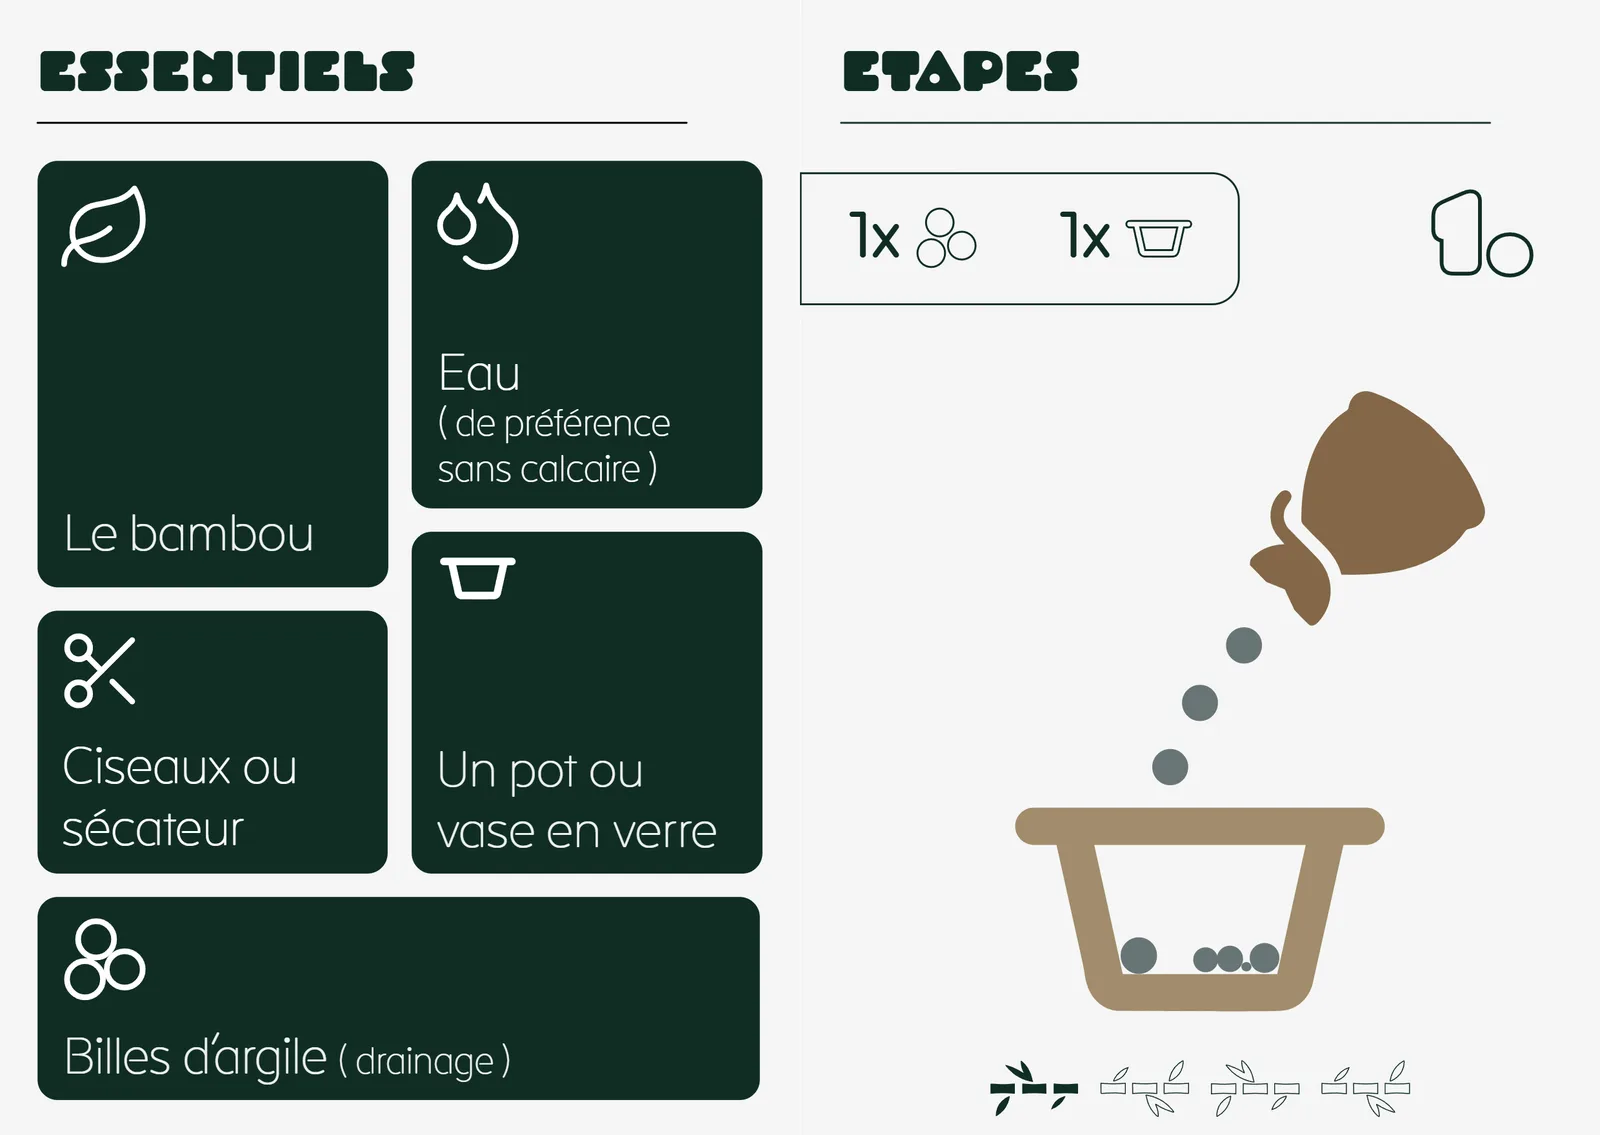 ESSENTIELS
Le bambou
Eau
( de préférence
sans calcaire )
Ciseaux ou
sécateur
Un pot ou
vase en verre
Billes d'argile ( drainage )
ETAPES
1x 1x
1